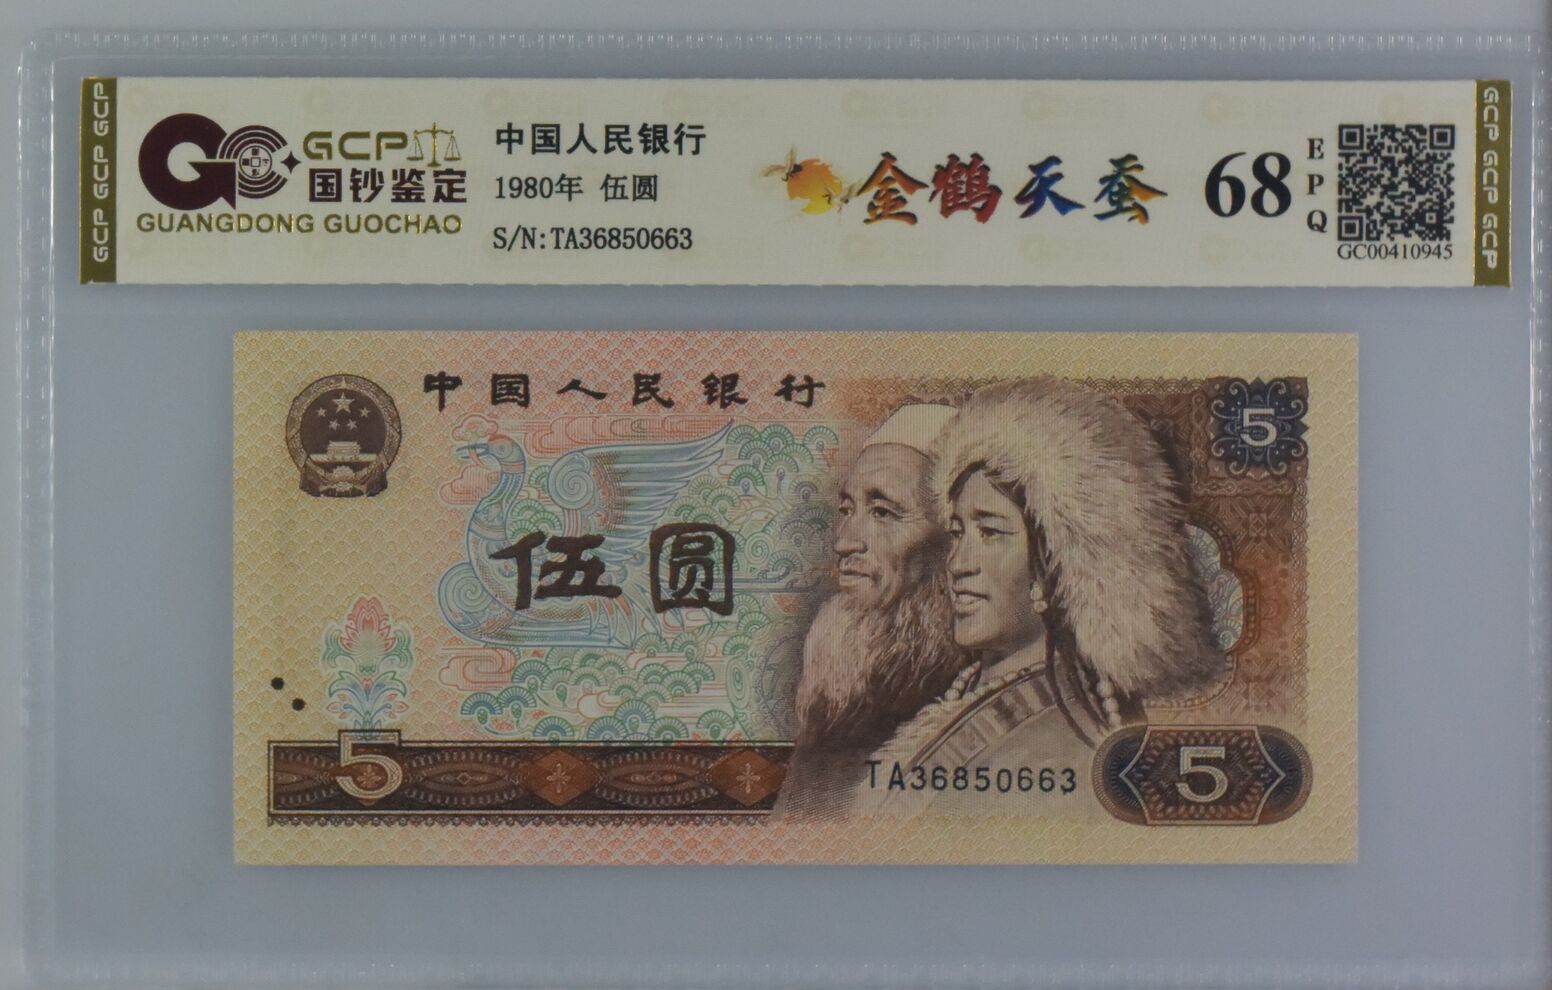 GCP GCP GCP
GCP
国钞鉴定
GUANGDONG GUOCHAO
中国人民银行
1980年 伍圆
S/N:TA36850663
金鹤天蚕
68
EPQ
GC00410945
GCP GCP GCP
中国人民银行
5
伍圆
5
TA36850663
5